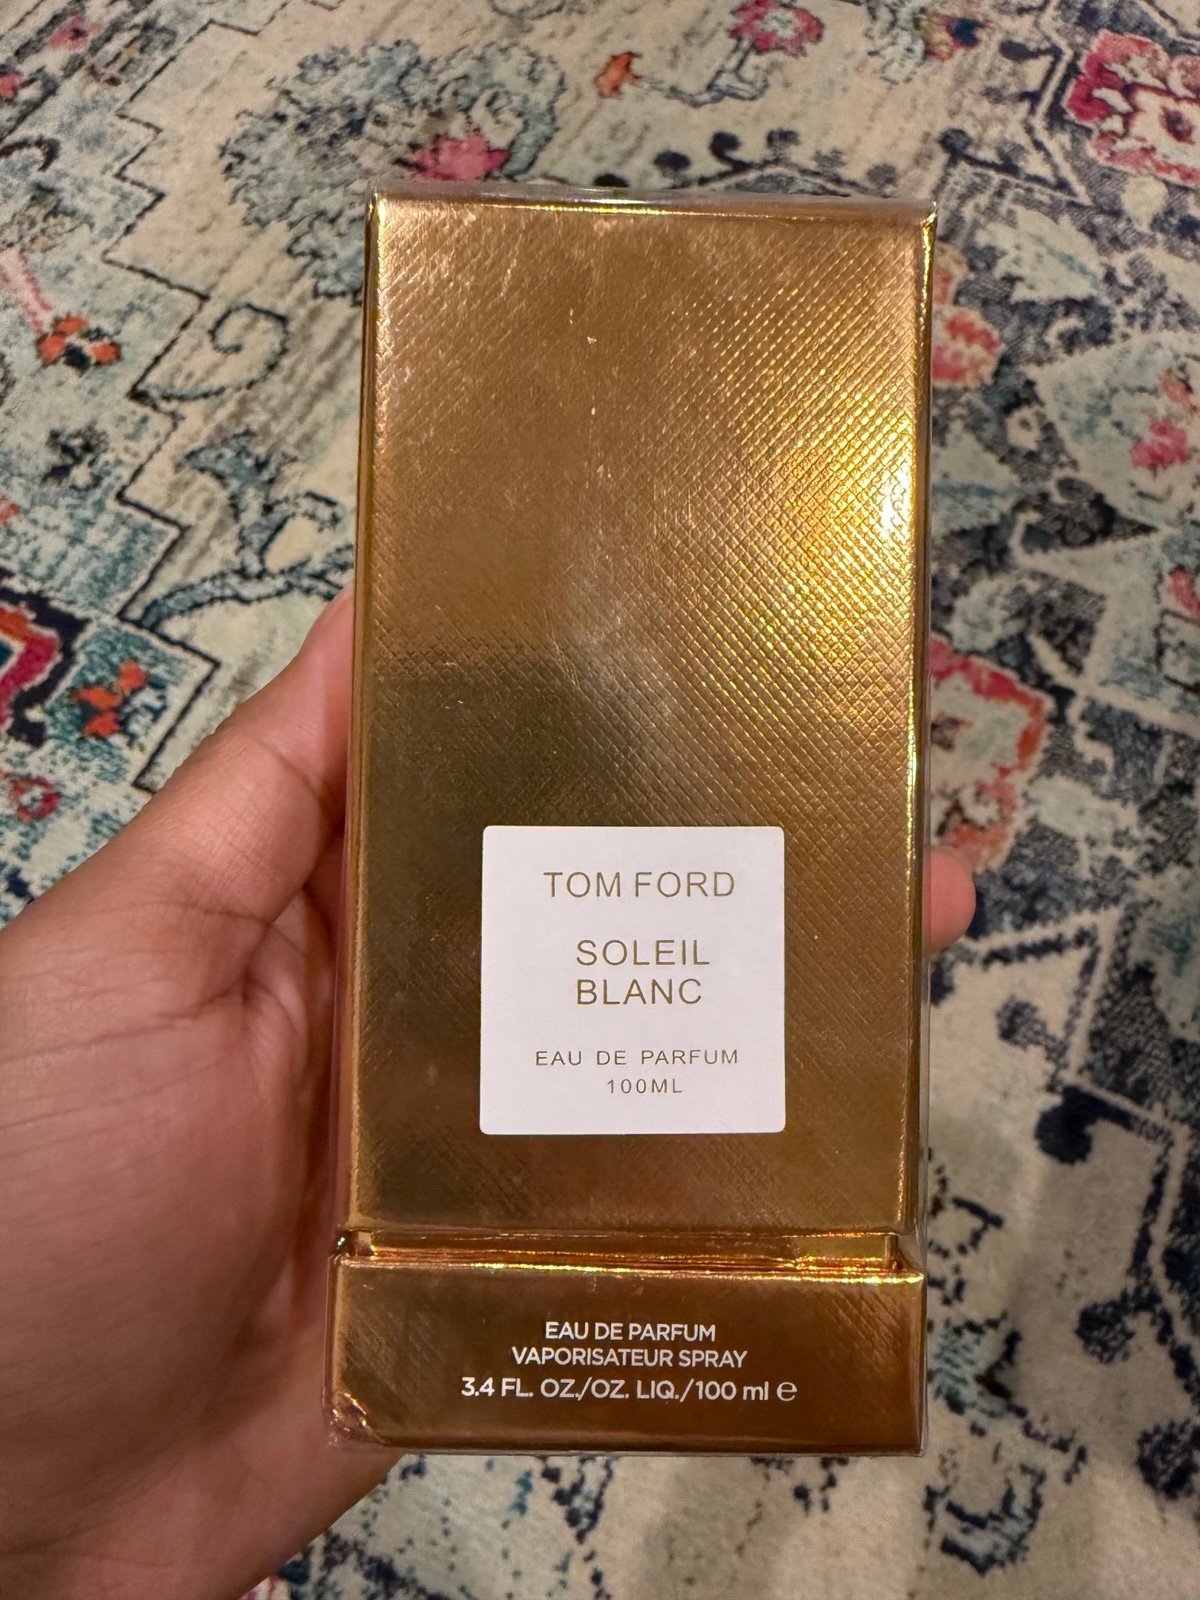 TOM FORD
SOLEIL
BLANC
EAU DE PARFUM
100ML
EAU DE PARFUM
VAPORISATEUR SPRAY
3.4 FL. OZ./OZ. LIQ./100 ml ℮